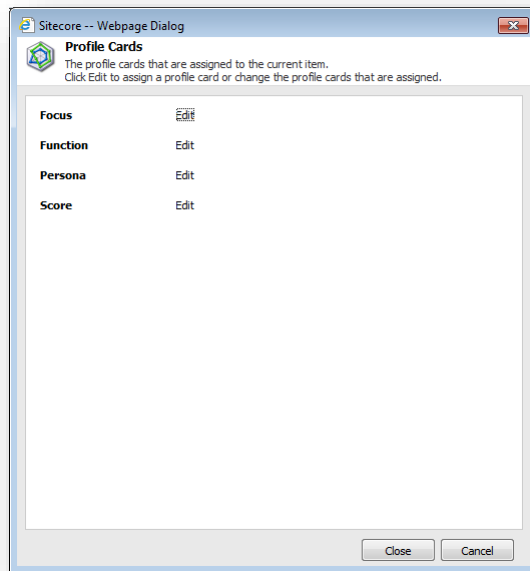 Sitecore -- Webpage Dialog
Profile Cards
The profile cards that are assigned to the current item.
Click Edit to assign a profile card or change the profile cards that are assigned.
Focus Edit
Function Edit
Persona Edit
Score Edit
Close Cancel